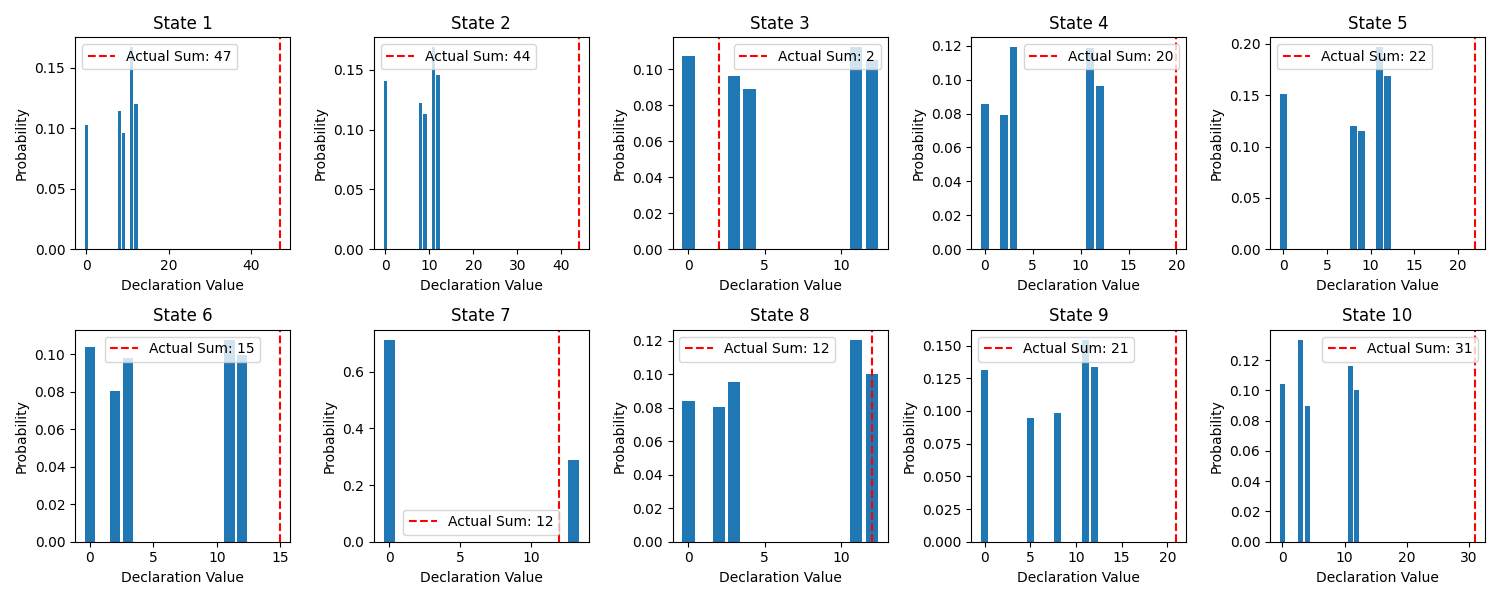 State 1
State 2
State 3
State 4
State 5
Actual Sum: 47
Actual Sum: 44
Actual Sum: 2
Actual Sum: 20
Actual Sum: 22
Probability
0.15
0.10
0.05
0.00
0 20 40
Declaration Value
Probability
0.15
0.10
0.05
0.00
0 10 20 30 40
Declaration Value
Probability
0.10
0.08
0.06
0.04
0.02
0.00
0 5 10
Declaration Value
Probability
0.12
0.10
0.08
0.06
0.04
0.02
0.00
0 5 10 15 20
Declaration Value
Probability
0.20
0.15
0.10
0.05
0.00
0 5 10 15 20
Declaration Value
State 6
State 7
State 8
State 9
State 10
Actual Sum: 15
Actual Sum: 12
Actual Sum: 12
Actual Sum: 21
Actual Sum: 31
Probability
0.10
0.08
0.06
0.04
0.02
0.00
0 5 10 15
Declaration Value
Probability
0.6
0.4
0.2
0.0
0 5 10
Declaration Value
Probability
0.12
0.10
0.08
0.06
0.04
0.02
0.00
0 5 10
Declaration Value
Probability
0.150
0.125
0.100
0.075
0.050
0.025
0.000
0 5 10 15 20
Declaration Value
Probability
0.12
0.10
0.08
0.06
0.04
0.02
0.00
0 10 20 30
Declaration Value